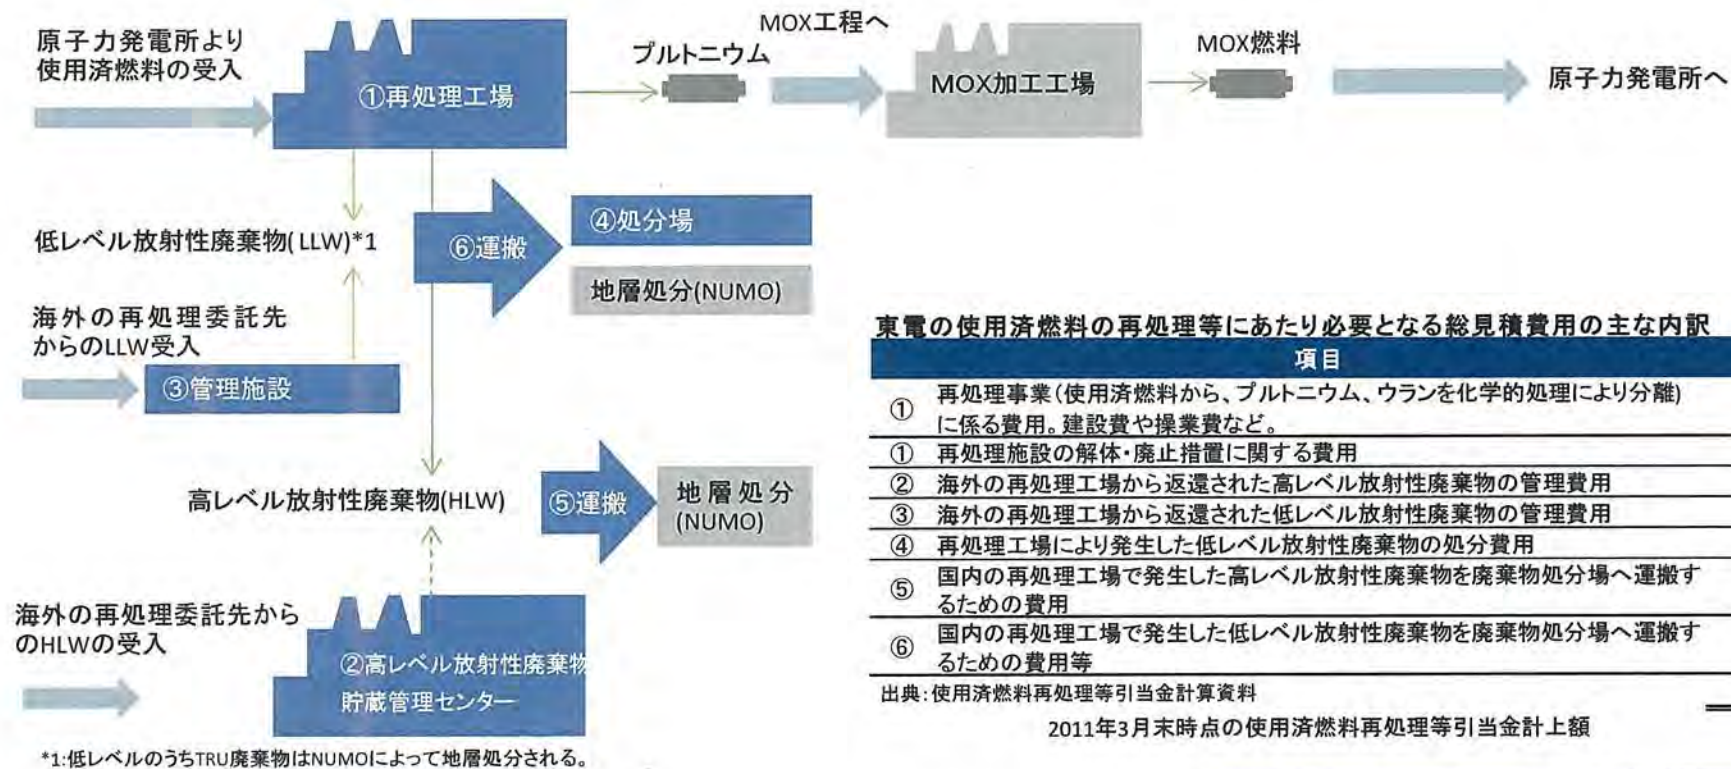 原子力発電所より
使用済燃料の受入
①再処理工場
プルトニウム
MOX工程へ
MOX加工工場
MOX燃料
原子力発電所へ
低レベル放射性廃棄物(LLW)*1
⑥運搬
④処分場
地層処分(NUMO)
海外の再処理委託先
からのLLW受入
③管理施設
高レベル放射性廃棄物(HLW)
⑤運搬
地層処分
(NUMO)
海外の再処理委託先から
のHLWの受入
②高レベル放射性廃棄物
貯蔵管理センター
*1:低レベルのうちTRU廃棄物はNUMOによって地層処分される。
東電の使用済燃料の再処理等にあたり必要となる総見積費用の主な内訳
項目
① 再処理事業(使用済燃料から、プルトニウム、ウランを化学的処理により分離)
に係る費用。建設費や操業費など。
① 再処理施設の解体・廃止措置に関する費用
② 海外の再処理工場から返還された高レベル放射性廃棄物の管理費用
③ 海外の再処理工場から返還された低レベル放射性廃棄物の管理費用
④ 再処理工場により発生した低レベル放射性廃棄物の処分費用
⑤ 国内の再処理工場で発生した高レベル放射性廃棄物を廃棄物処分場へ運搬す
るための費用
⑥ 国内の再処理工場で発生した低レベル放射性廃棄物を廃棄物処分場へ運搬す
るための費用等
出典:使用済燃料再処理等引当金計算資料
2011年3月末時点の使用済燃料再処理等引当金計上額